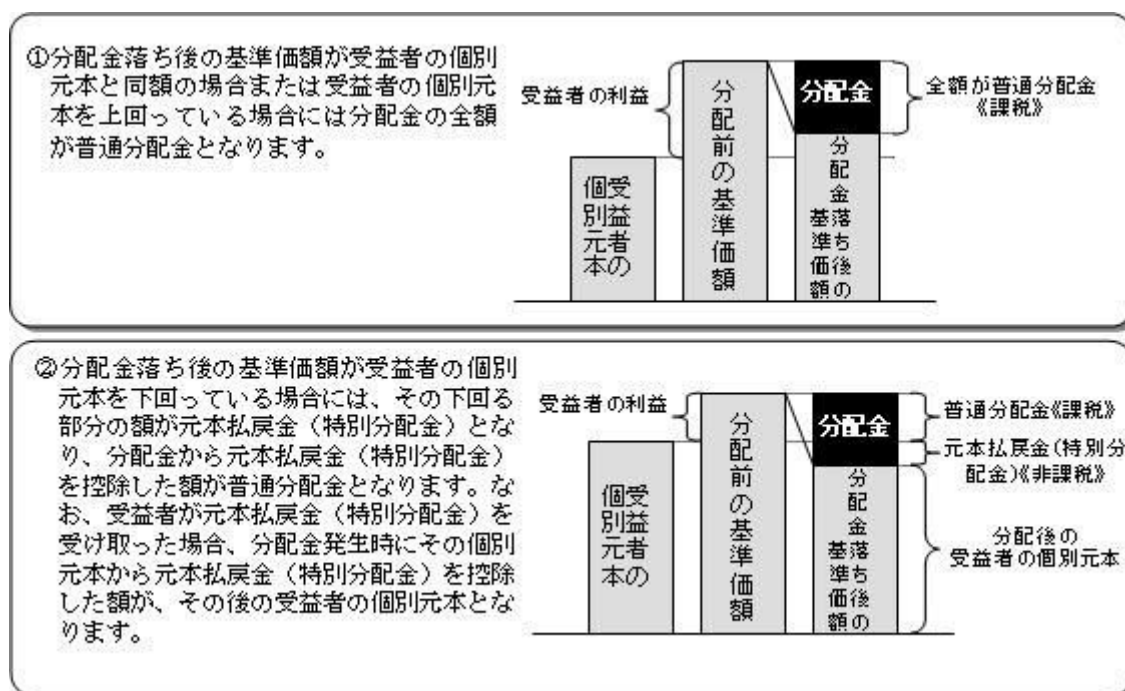 ①分配金落ち後の基準価額が受益者の個別
元本と同額の場合または受益者の個別元
本を上回っている場合には分配金の全額
が普通分配金となります。
受益者の利益
受益者の
個別元本
分配前の基準価額
分配金
分配金落ち後の
基準価額
全額が普通分配金
《課税》
②分配金落ち後の基準価額が受益者の個別
元本を下回っている場合には、その下回る
部分の額が元本払戻金（特別分配金）とな
り、分配金から元本払戻金（特別分配金）
を控除した額が普通分配金となります。な
お、受益者が元本払戻金（特別分配金）を
受け取った場合、分配金発生時にその個別
元本から元本払戻金（特別分配金）を控除
した額が、その後の受益者の個別元本とな
ります。
受益者の利益
受益者の
個別元本
分配前の基準価額
分配金
分配金落ち後の
基準価額
普通分配金《課税》
元本払戻金(特別分
配金)《非課税》
分配後の
受益者の個別元本